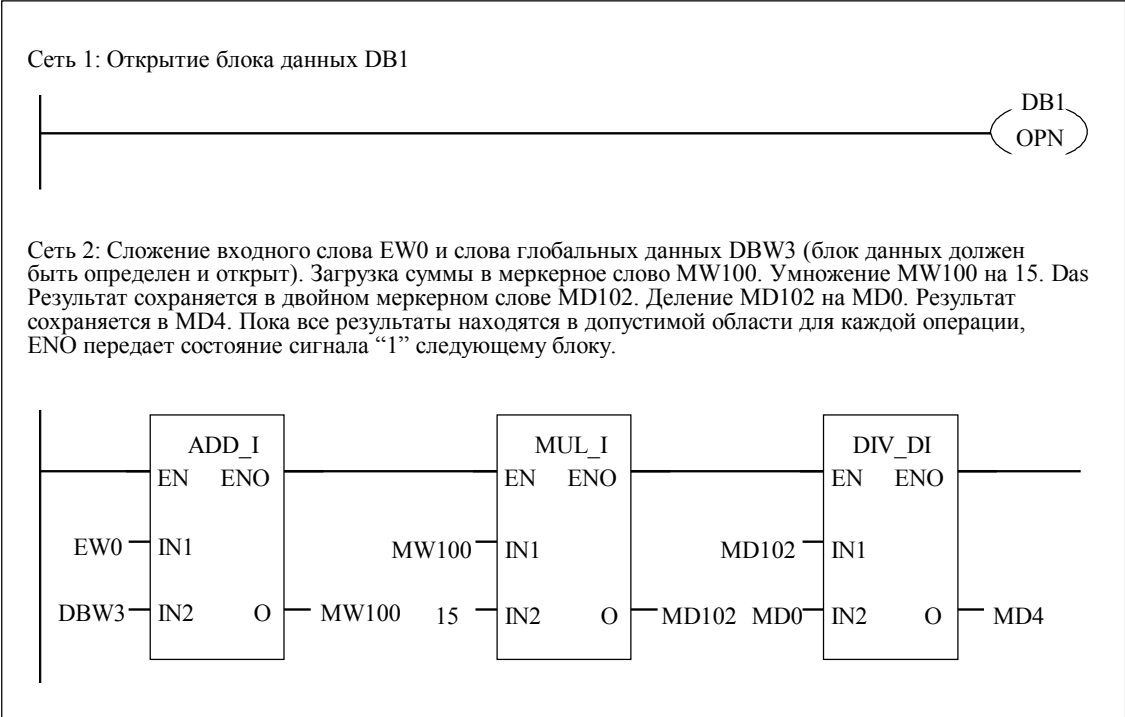 Сеть 1: Открытие блока данных DB1
DB1
OPN
Сеть 2: Сложение входного слова EW0 и слова глобальных данных DBW3 (блок данных должен
быть определен и открыт). Загрузка суммы в меркерное слово MW100. Умножение MW100 на 15. Das
Результат сохраняется в двойном меркерном слове MD102. Деление MD102 на MD0. Результат
сохраняется в MD4. Пока все результаты находятся в допустимой области для каждой операции,
ENO передает состояние сигнала “1” следующему блоку.
ADD_I MUL_I DIV_DI
EN ENO EN ENO EN ENO
EW0 IN1 MW100 IN1 MD102 IN1
DBW3 IN2 O MW100 15 IN2 O MD102 MD0 IN2 O MD4